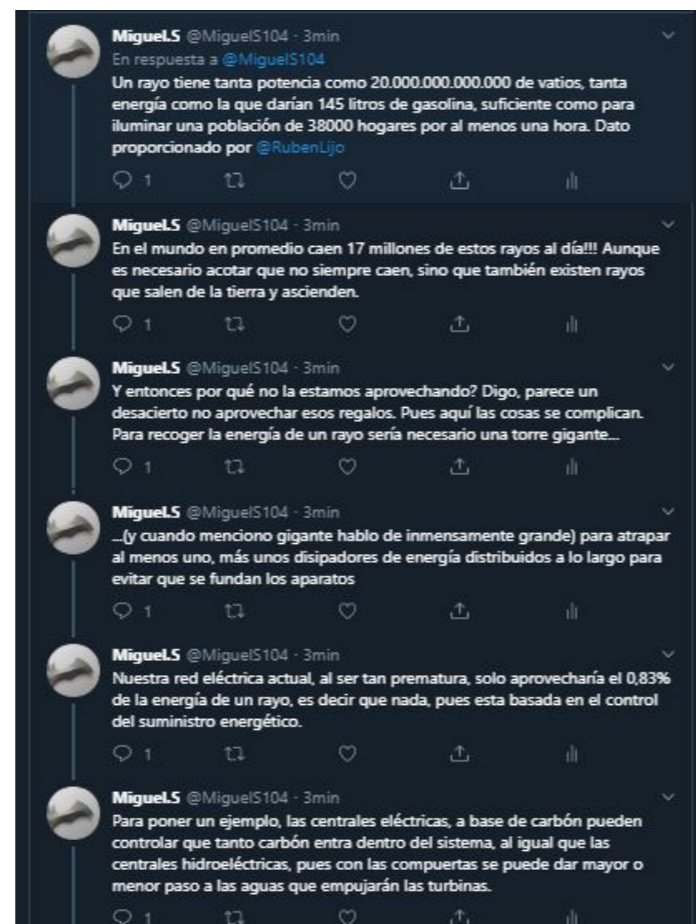 Miguel.S @MiguelS104 · 3min
En respuesta a @MiguelS104
Un rayo tiene tanta potencia como 20.000.000.000.000 de vatios, tanta
energía como la que darían 145 litros de gasolina, suficiente como para
iluminar una población de 38000 hogares por al menos una hora. Dato
proporcionado por @RubenLijo
1
Miguel.S @MiguelS104 · 3min
En el mundo en promedio caen 17 millones de estos rayos al día!!! Aunque
es necesario acotar que no siempre caen, sino que también existen rayos
que salen de la tierra y ascienden.
1
Miguel.S @MiguelS104 · 3min
Y entonces por qué no la estamos aprovechando? Digo, parece un
desacierto no aprovechar esos regalos. Pues aquí las cosas se complican.
Para recoger la energía de un rayo sería necesario una torre gigante...
1
Miguel.S @MiguelS104 · 3min
...(y cuando menciono gigante hablo de inmensamente grande) para atrapar
al menos uno, más unos disipadores de energía distribuidos a lo largo para
evitar que se fundan los aparatos
1
Miguel.S @MiguelS104 · 3min
Nuestra red eléctrica actual, al ser tan prematura, solo aprovecharía el 0,83%
de la energía de un rayo, es decir que nada, pues esta basada en el control
del suministro energético.
1
Miguel.S @MiguelS104 · 3min
Para poner un ejemplo, las centrales eléctricas, a base de carbón pueden
controlar que tanto carbón entra dentro del sistema, al igual que las
centrales hidroeléctricas, pues con las compuertas se puede dar mayor o
menor paso a las aguas que empujarán las turbinas.
1